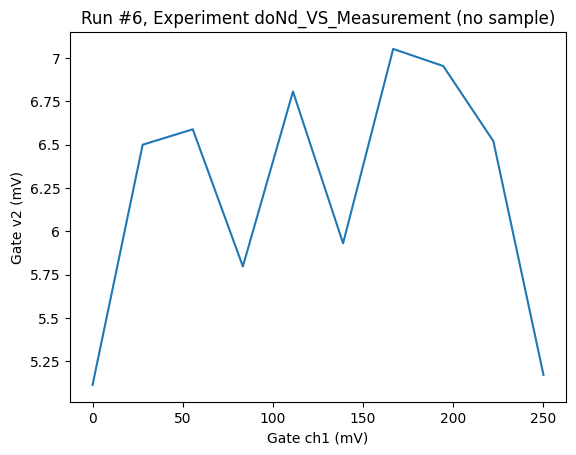 Run #6, Experiment doNd_VS_Measurement (no sample)
7
6.75
6.5
6.25
6
5.75
5.5
5.25
Gate v2 (mV)
0 50 100 150 200 250
Gate ch1 (mV)